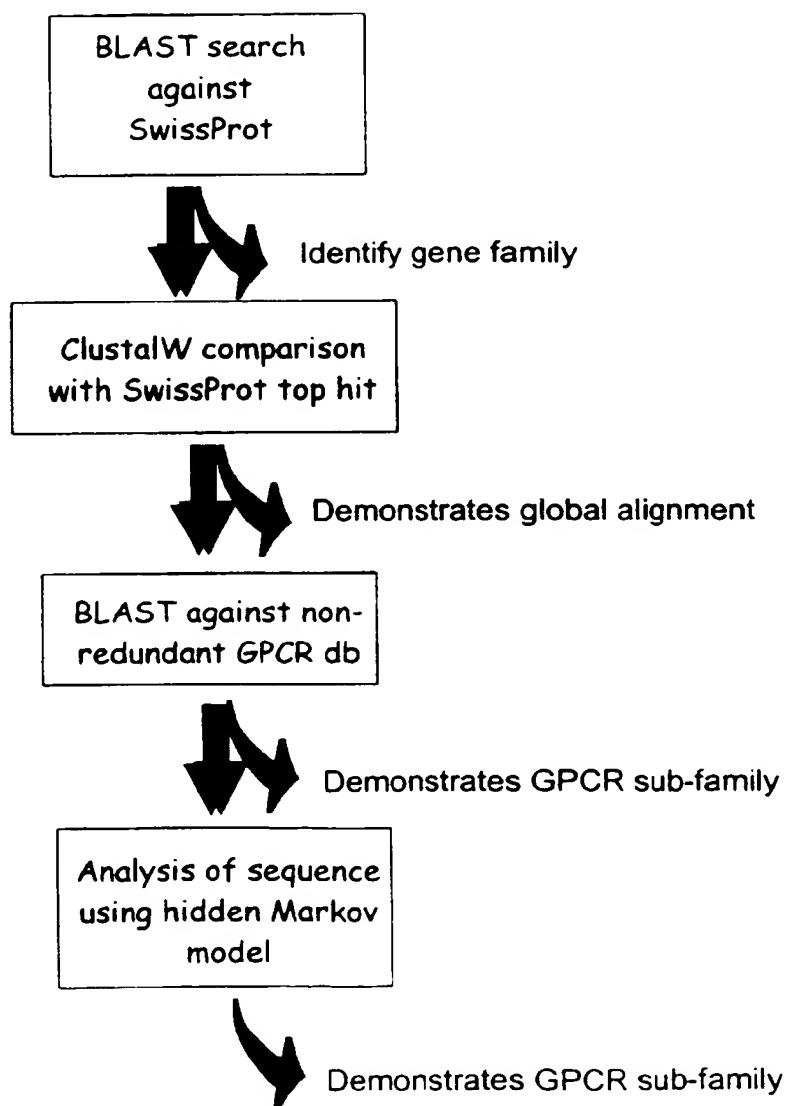 BLAST search
against
SwissProt
Identify gene family
ClustalW comparison
with SwissProt top hit
Demonstrates global alignment
BLAST against non-
redundant GPCR db
Demonstrates GPCR sub-family
Analysis of sequence
using hidden Markov
model
Demonstrates GPCR sub-family